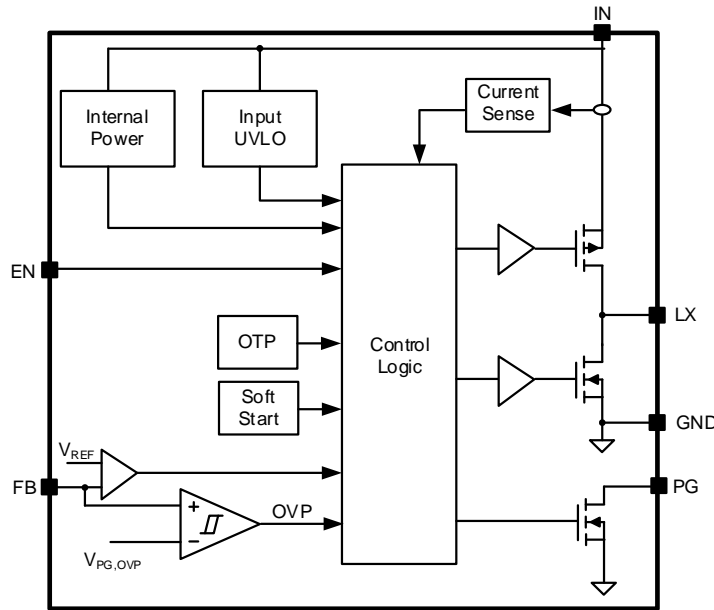 IN
Internal
Power
Input
UVLO
Current
Sense
EN
LX
OTP
Control
Logic
Soft
Start
GND
VREF
FB
PG
+
OVP
−
VPG,OVP